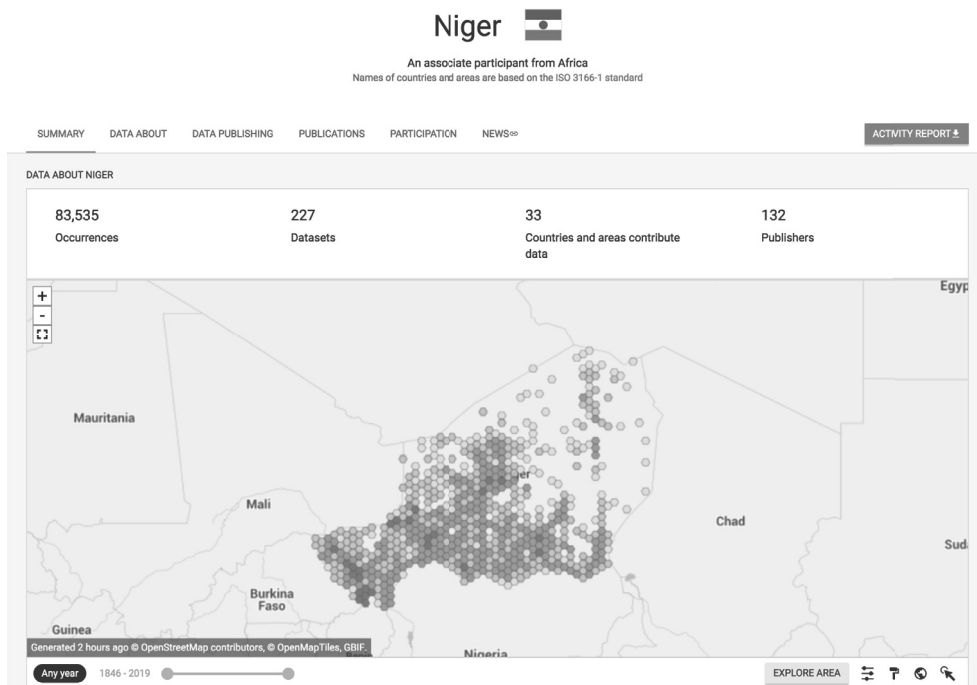 Niger
An associate participant from Africa
Names of countries and areas are based on the ISO 3166-1 standard
SUMMARY DATA ABOUT DATA PUBLISHING PUBLICATIONS PARTICIPATION NEWS
ACTIVITY REPORT
DATA ABOUT NIGER
83,535 227 33 132
Occurrences Datasets Countries and areas contribute Publishers
data
+
-
Egyp
Mauritania
er
Mali
Chad
Sud
Burkina
Faso
Guinea
Generated 2 hours ago © OpenStreetMap contributors, © OpenMapTiles, GBIF.
Nigeria
Any year 1846 - 2019 EXPLORE AREA